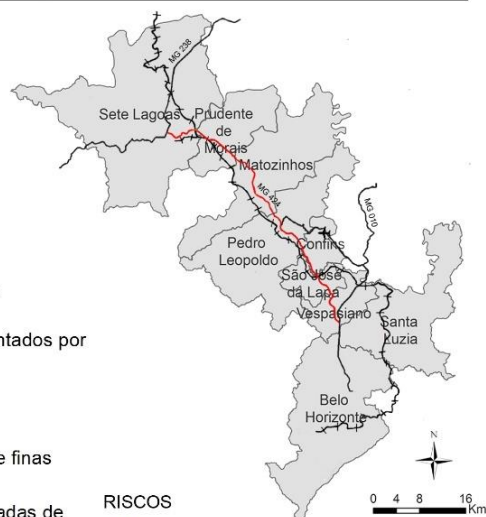 MG 238
Sete Lagoas
Prudente
de
Morais
Matozinhos
MG 424
MG 010
Pedro
Leopoldo
Confins
São José
da Lapa
Vespasiano
Santa
Luzia
Belo
Horizonte
ntados por
e finas
adas de
RISCOS
N
0 4 8 16
Km